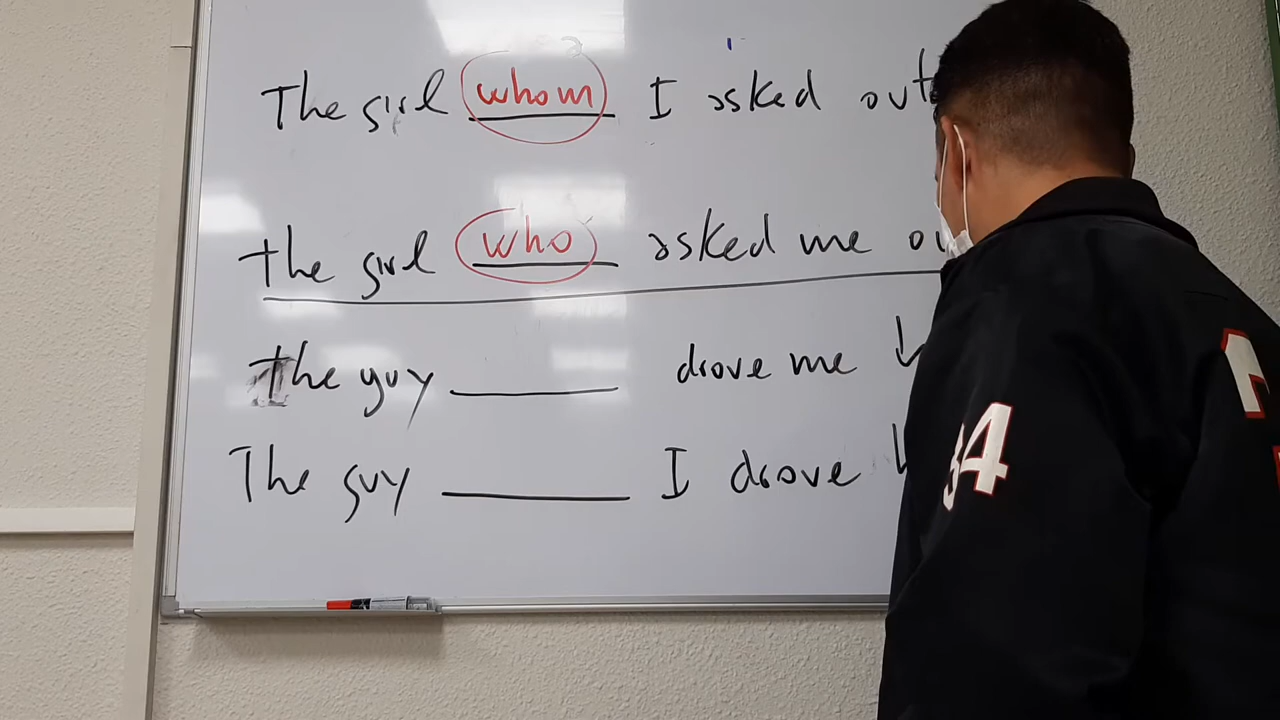 The girl whom I asked out
the girl who asked me
the guy ______ drove me
The guy ______ I drove
34